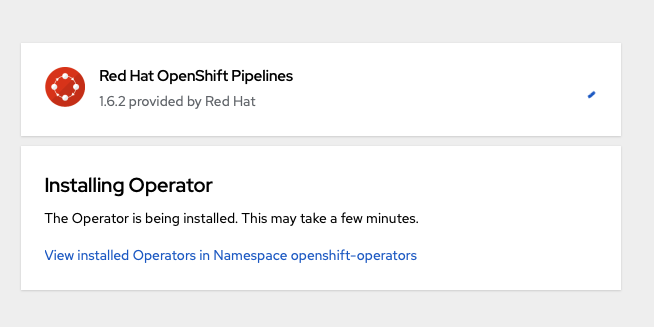 Red Hat OpenShift Pipelines
1.6.2 provided by Red Hat
Installing Operator
The Operator is being installed. This may take a few minutes.
View installed Operators in Namespace openshift-operators